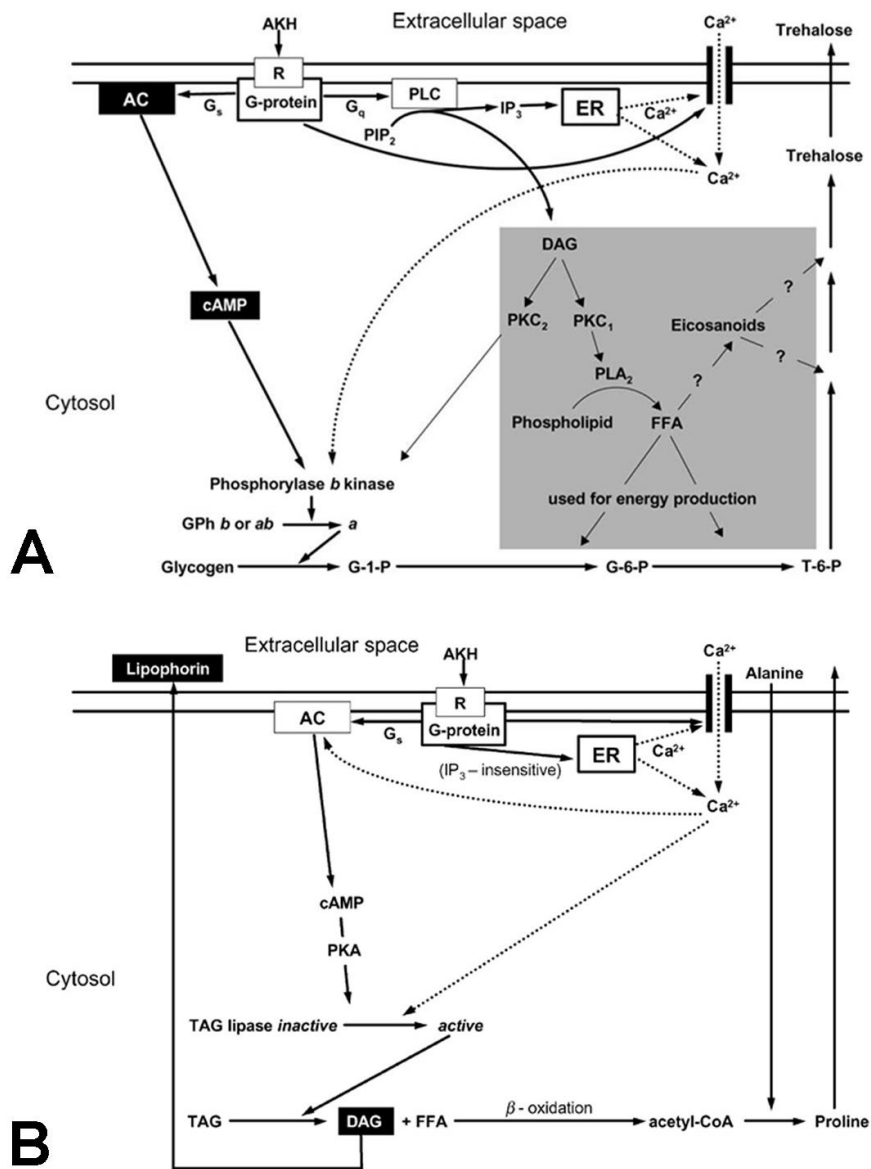 AKH
Extracellular space
Ca²⁺
Trehalose
R
AC
Gₛ
G-protein
G_q
PLC
IP₃
ER
Ca²⁺
PIP₂
Trehalose
Ca²⁺
DAG
cAMP
PKC₂
PKC₁
Eicosanoids
?
?
?
PLA₂
Cytosol
Phospholipid
FFA
Phosphorylase b kinase
used for energy production
GPh b or ab
a
A
Glycogen
G-1-P
G-6-P
T-6-P
Extracellular space
Lipophorin
AKH
Ca²⁺
Alanine
R
AC
Gₛ
G-protein
ER
Ca²⁺
(IP₃ – insensitive)
Ca²⁺
cAMP
PKA
Cytosol
TAG lipase inactive
active
B
TAG
DAG
+ FFA
β - oxidation
acetyl-CoA
Proline